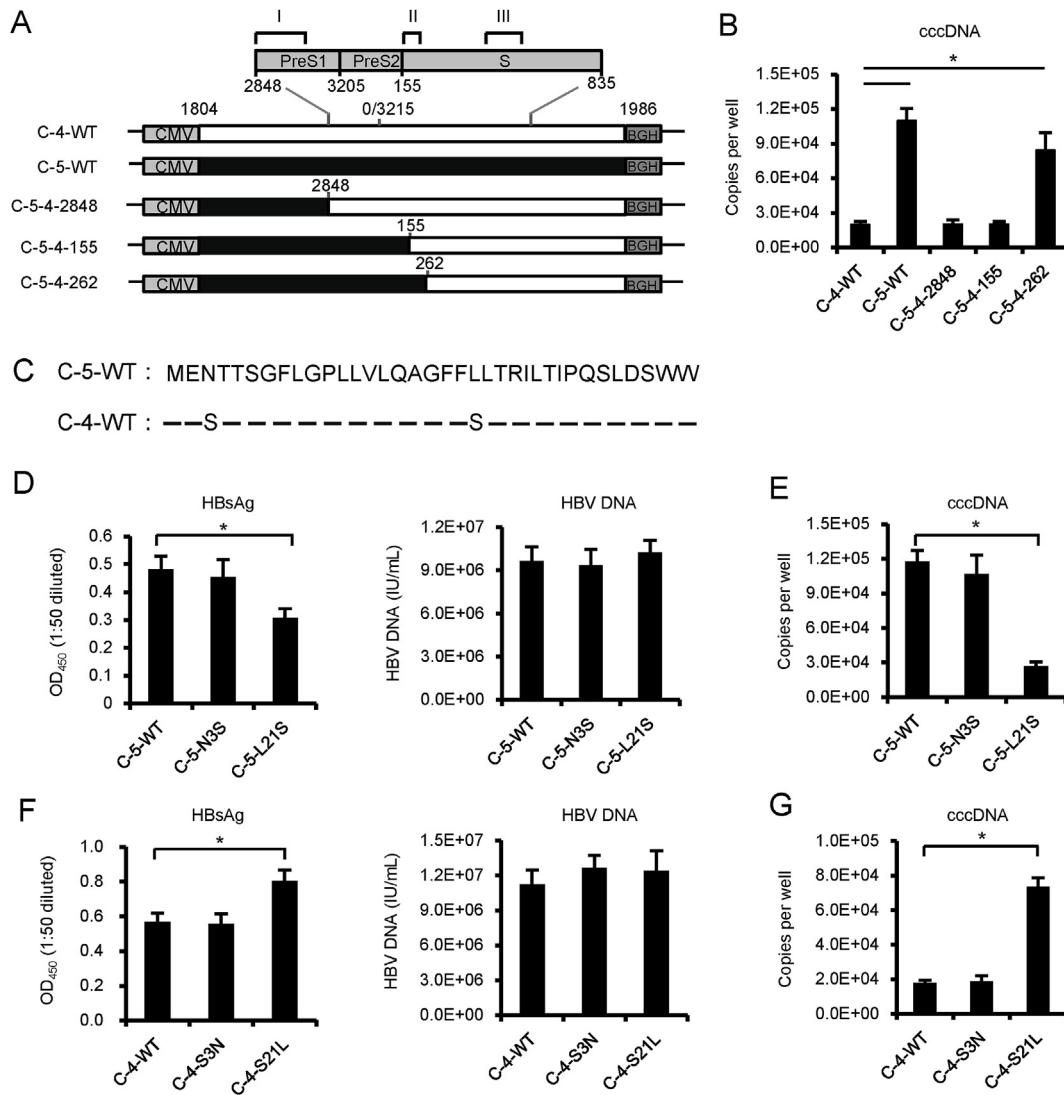 A
I II III
PreS1 PreS2 S
2848 3205 155 835
1804 0/3215 1986
C-4-WT CMV BGH
C-5-WT CMV BGH
2848
C-5-4-2848 CMV BGH
155
C-5-4-155 CMV BGH
262
C-5-4-262 CMV BGH
B
cccDNA
*
Copies per well
1.5E+05
1.2E+05
9.0E+04
6.0E+04
3.0E+04
0.0E+00
C-4-WT C-5-WT C-5-4-2848 C-5-4-155 C-5-4-262
C
C-5-WT : MENTTSGFLGPLLVLQAGFFLLTRILTIPQSLDSWWW
C-4-WT : — — S — — — — — — — — — — — — — — — — — S — — — — — — — — — — — — — —
D
HBsAg
*
OD450 (1:50 diluted)
0.6
0.5
0.4
0.3
0.2
0.1
0
C-5-WT C-5-N3S C-5-L21S
HBV DNA
HBV DNA (IU/mL)
1.2E+07
9.0E+06
6.0E+06
3.0E+06
0.0E+00
C-5-WT C-5-N3S C-5-L21S
E
cccDNA
*
Copies per well
1.5E+05
1.2E+05
9.0E+04
6.0E+04
3.0E+04
0.0E+00
C-5-WT C-5-N3S C-5-L21S
F
HBsAg
*
OD450 (1:50 diluted)
1.0
0.8
0.6
0.4
0.2
0.0
C-4-WT C-4-S3N C-4-S21L
HBV DNA
HBV DNA (IU/mL)
1.5E+07
1.2E+07
9.0E+06
6.0E+06
3.0E+06
0.0E+00
C-4-WT C-4-S3N C-4-S21L
G
cccDNA
*
Copies per well
1.0E+05
8.0E+04
6.0E+04
4.0E+04
2.0E+04
0.0E+00
C-4-WT C-4-S3N C-4-S21L